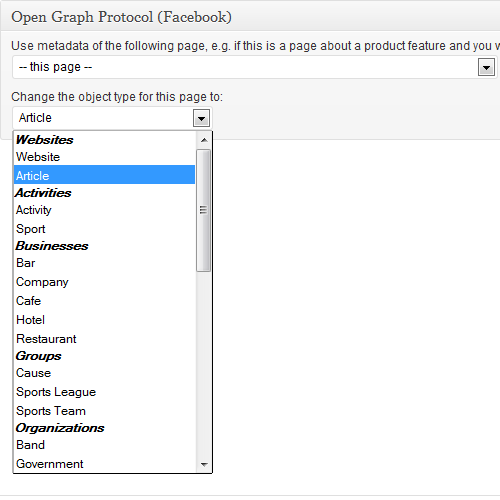 Open Graph Protocol (Facebook)
Use metadata of the following page, e.g. if this is a page about a product feature and you w
-- this page --
Change the object type for this page to:
Article
Websites
Website
Article
Activities
Activity
Sport
Businesses
Bar
Company
Cafe
Hotel
Restaurant
Groups
Cause
Sports League
Sports Team
Organizations
Band
Government